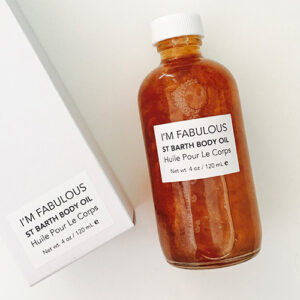 I'M FABULOUS
ST BARTH BODY OIL
Huile Pour Le Corps
Net wt. 4 oz / 120 mL e
I'M FABULOUS
ST BARTH BODY OIL
Huile Pour Le Corps
Net wt. 4 oz / 120 mL e